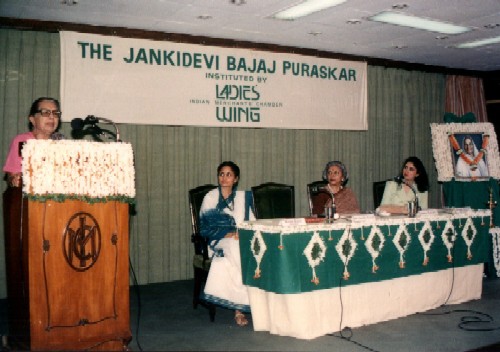 THE JANKIDEVI BAJAJ PURASKAR
INSTITUTED BY
LADIES'
INDIAN MERCHANTS CHAMBER
WING